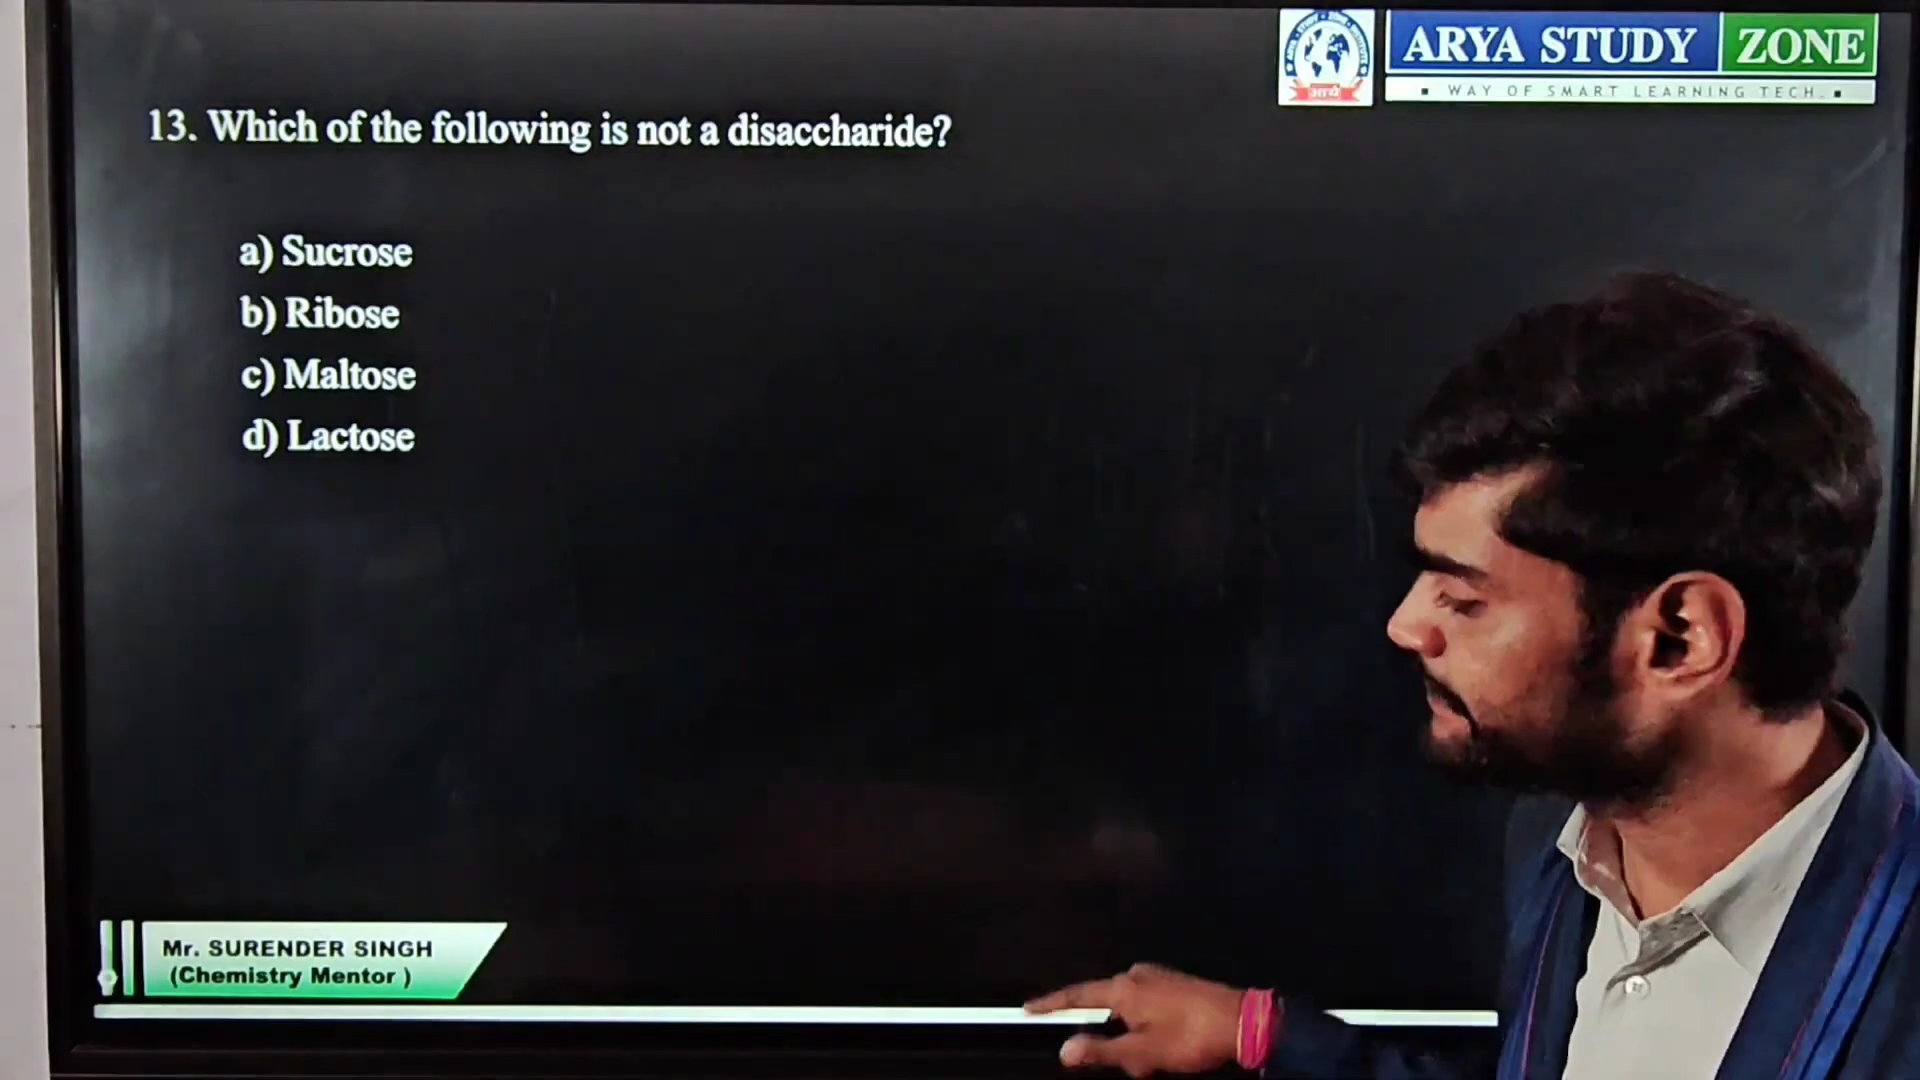 ARYA STUDY ZONE
WAY OF SMART LEARNING TECH.
13. Which of the following is not a disaccharide?
a) Sucrose
b) Ribose
c) Maltose
d) Lactose
Mr. SURENDER SINGH
(Chemistry Mentor )